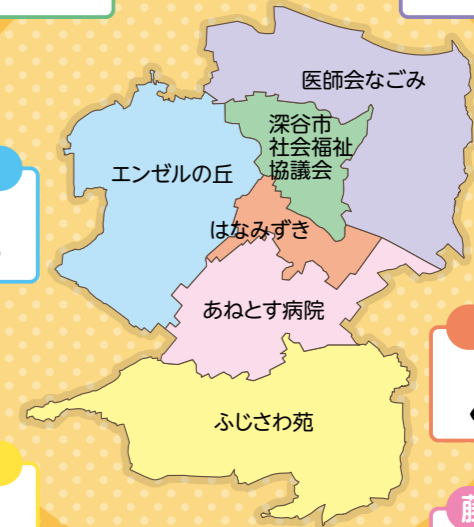 医師会なごみ
深谷市
社会福祉
協議会
エンゼルの丘
はなみずき
あねとす病院
ふじさわ苑
藤